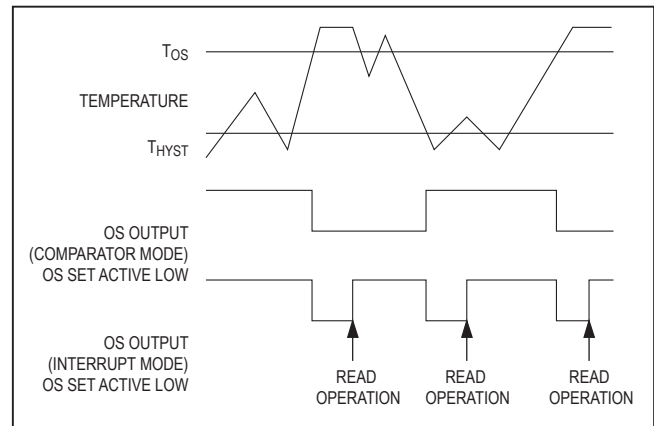 TOS
TEMPERATURE
THYST
OS OUTPUT
(COMPARATOR MODE)
OS SET ACTIVE LOW
OS OUTPUT
(INTERRUPT MODE)
OS SET ACTIVE LOW
READ
OPERATION
READ
OPERATION
READ
OPERATION